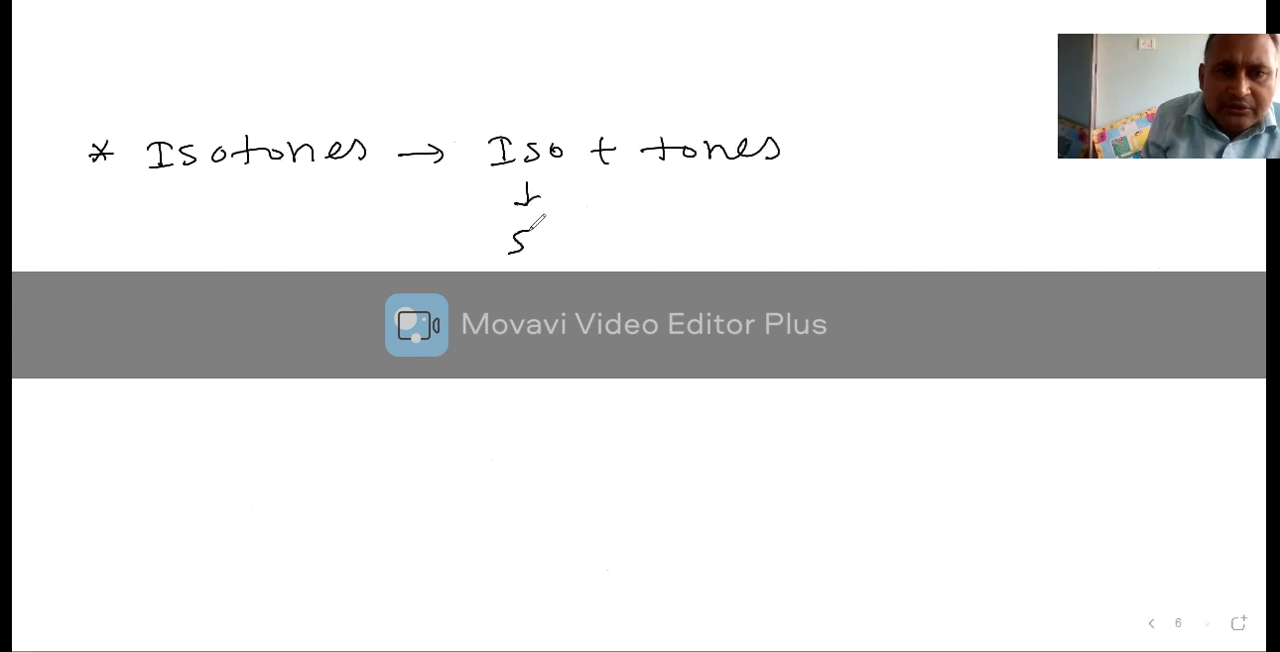 * Isotones → Iso + tones
↓
S
Movavi Video Editor Plus
6